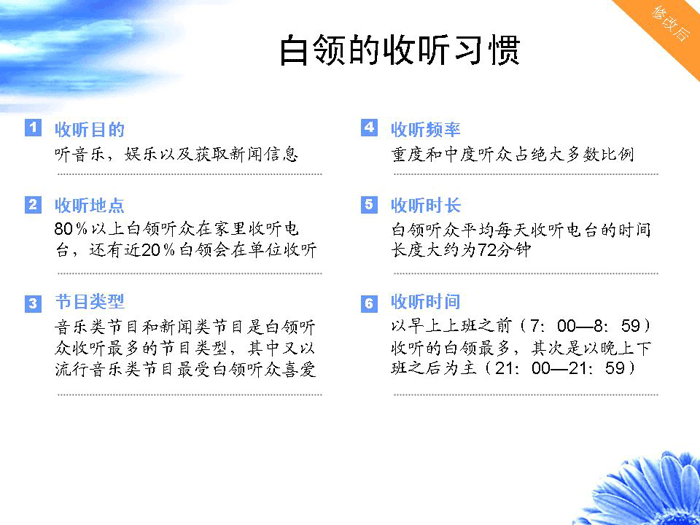 修改后
白领的收听习惯
1 收听目的
听音乐，娱乐以及获取新闻信息
2 收听地点
80％以上白领听众在家里收听电
台，还有近20％白领会在单位收听
3 节目类型
音乐类节目和新闻类节目是白领听
众收听最多的节目类型，其中又以
流行音乐类节目最受白领听众喜爱
4 收听频率
重度和中度听众占绝大多数比例
5 收听时长
白领听众平均每天收听电台的时间
长度大约为72分钟
6 收听时间
以早上上班之前（7：00—8：59）
收听的白领最多，其次是以晚上下
班之后为主（21：00—21：59）